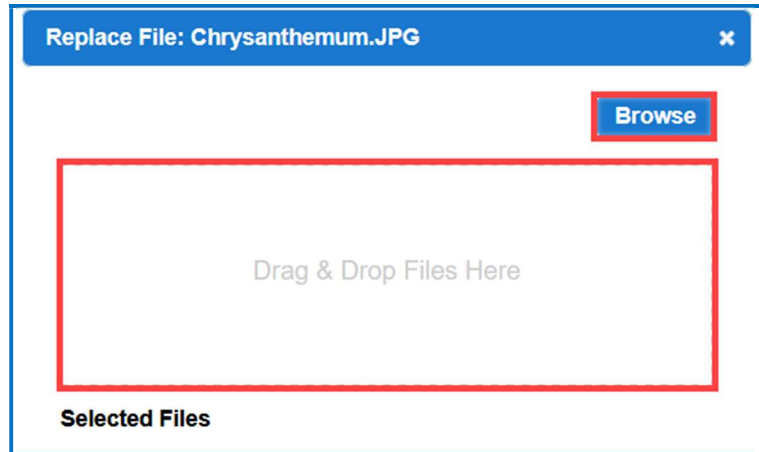 Replace File: Chrysanthemum.JPG
Browse
Drag & Drop Files Here
Selected Files